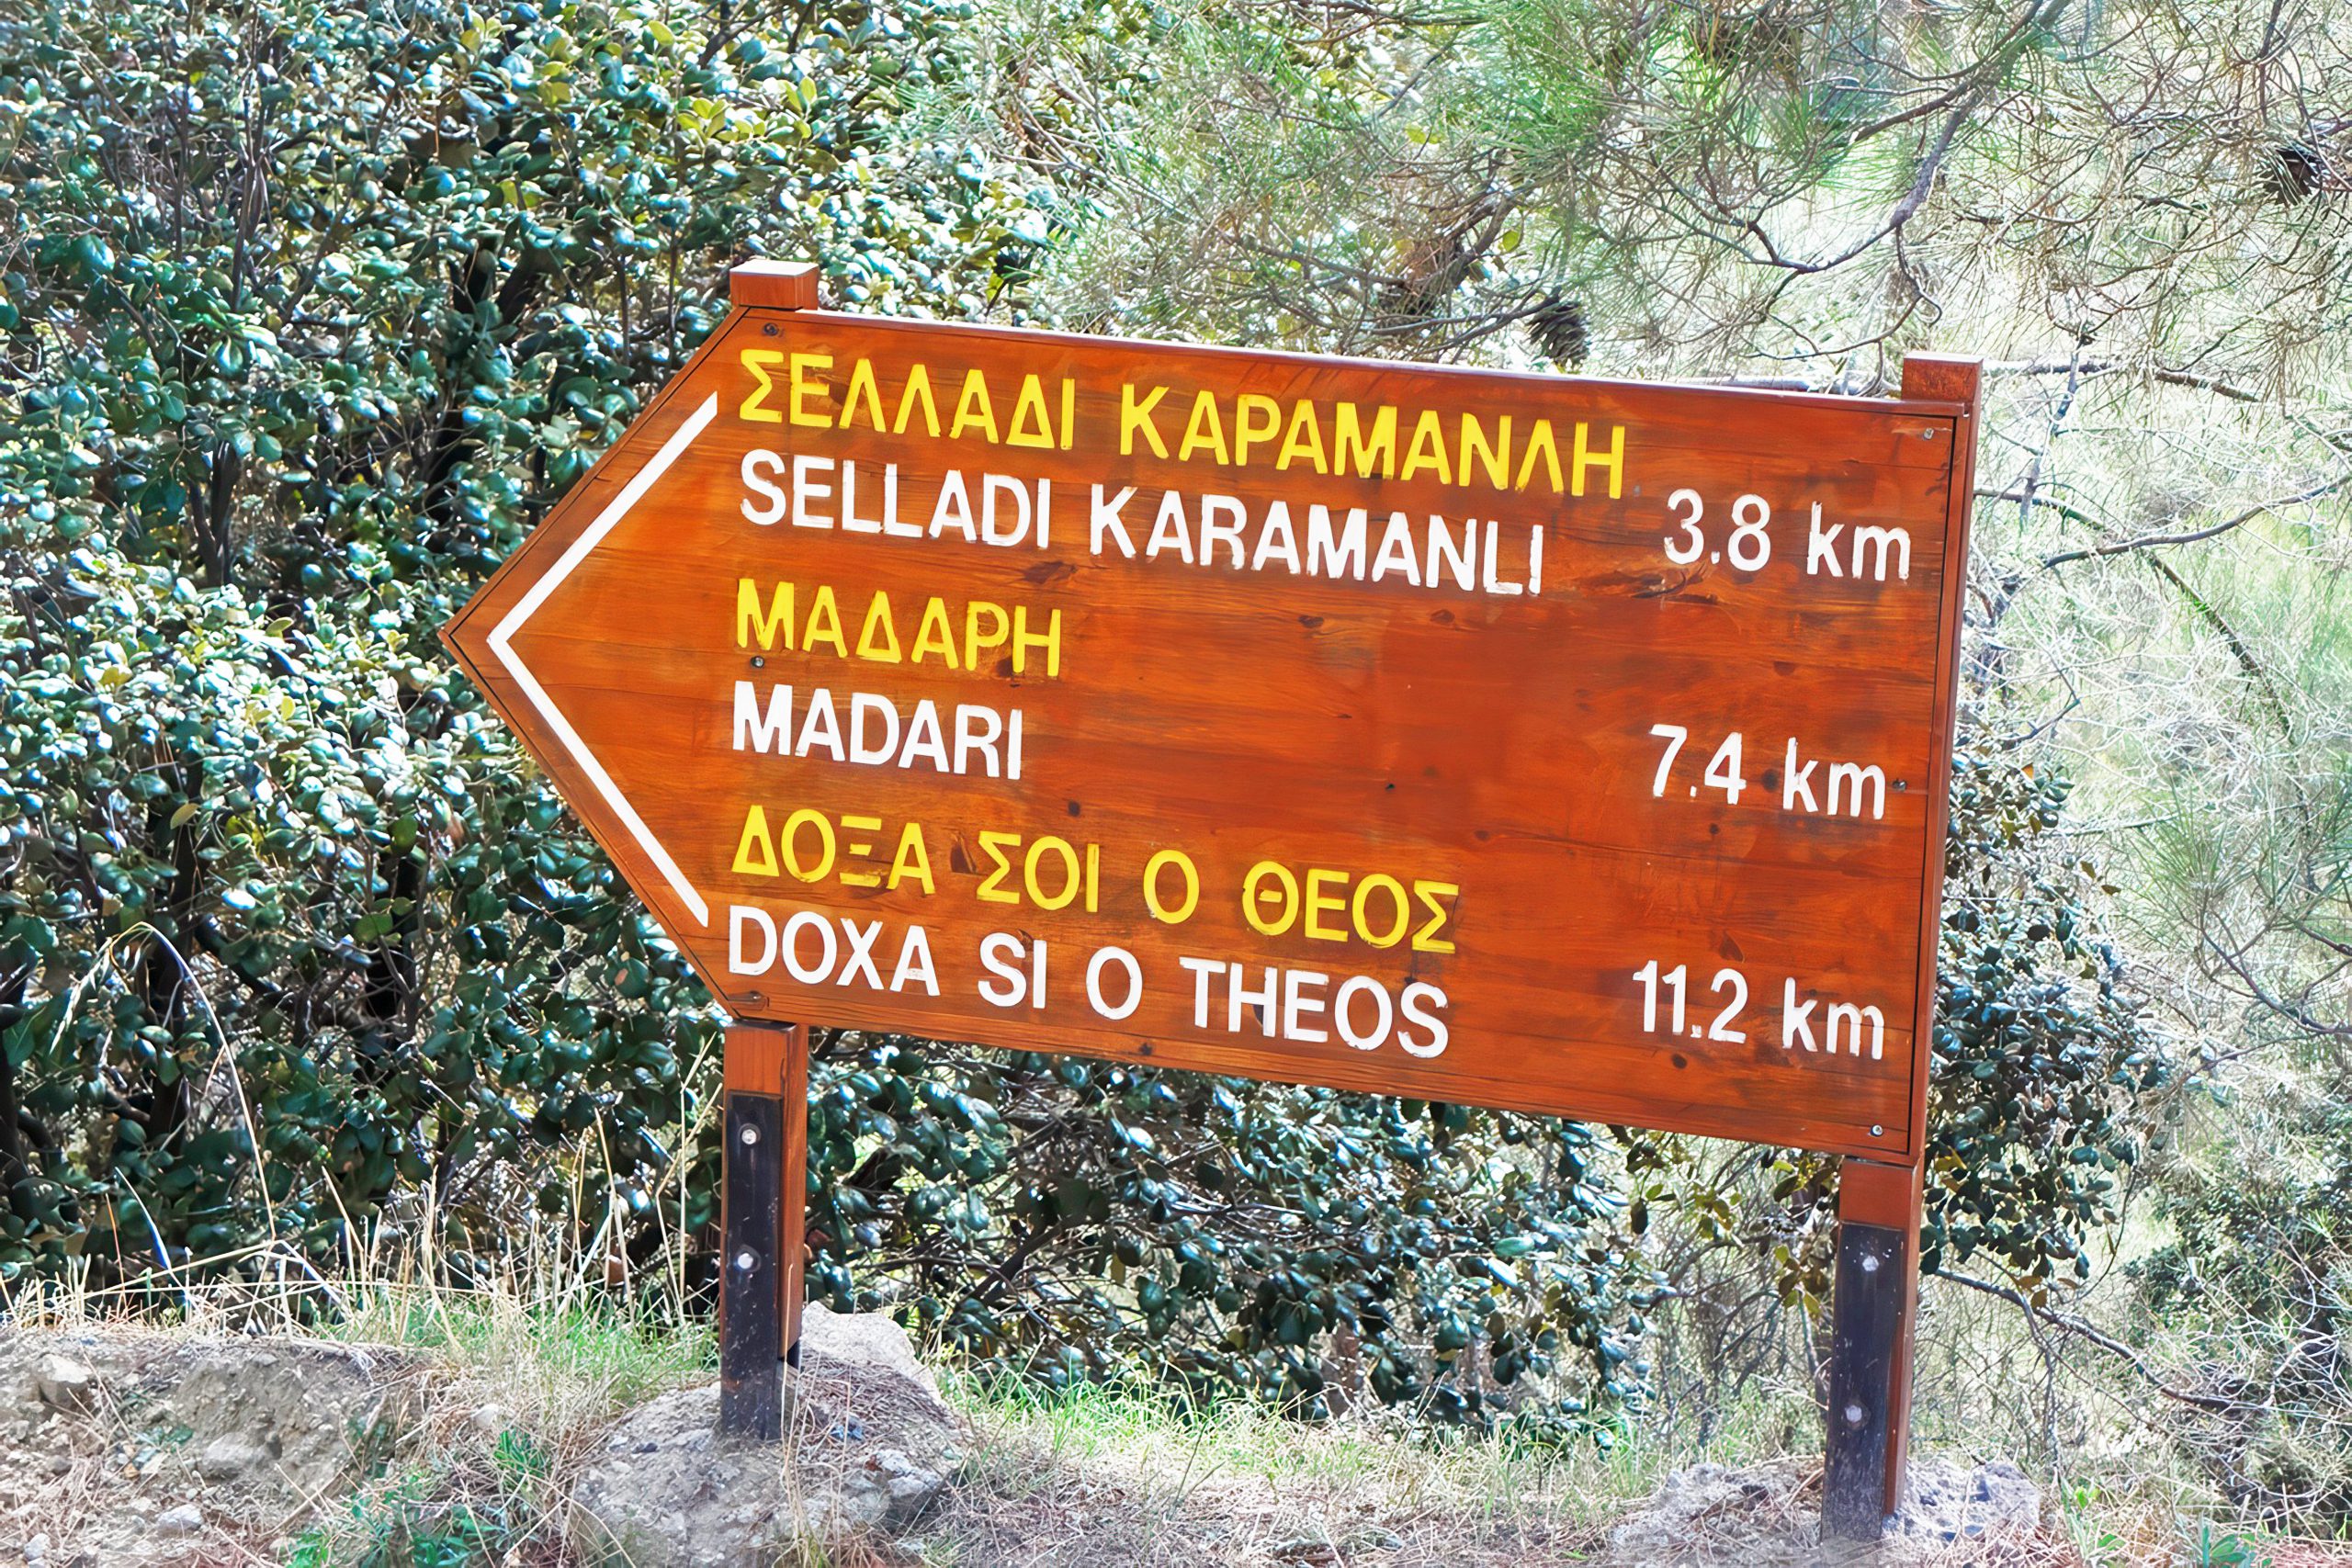 ΣΕΛΛΑΔΙ ΚΑΡΑΜΑΝΛΗ
SELLADI KARAMANLI 3.8 km
ΜΑΔΑΡΗ
MADARI 7.4 km
ΔΟΞΑ ΣΟΙ Ο ΘΕΟΣ
DOXA SI O THEOS 11.2 km